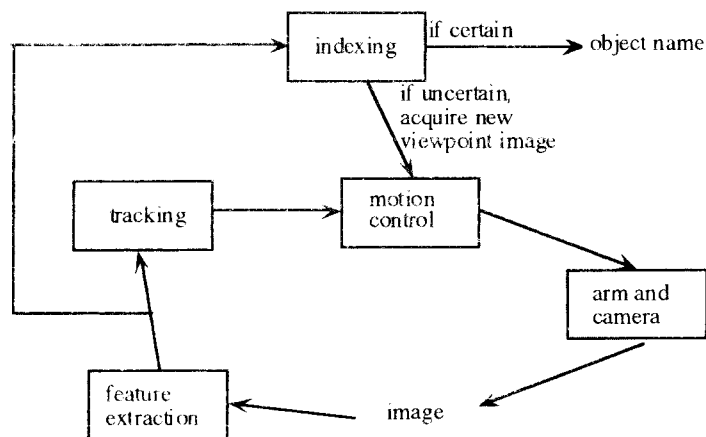 indexing
if certain
object name
if uncertain,
acquire new
viewpoint image
tracking
motion
control
arm and
camera
feature
extraction
image